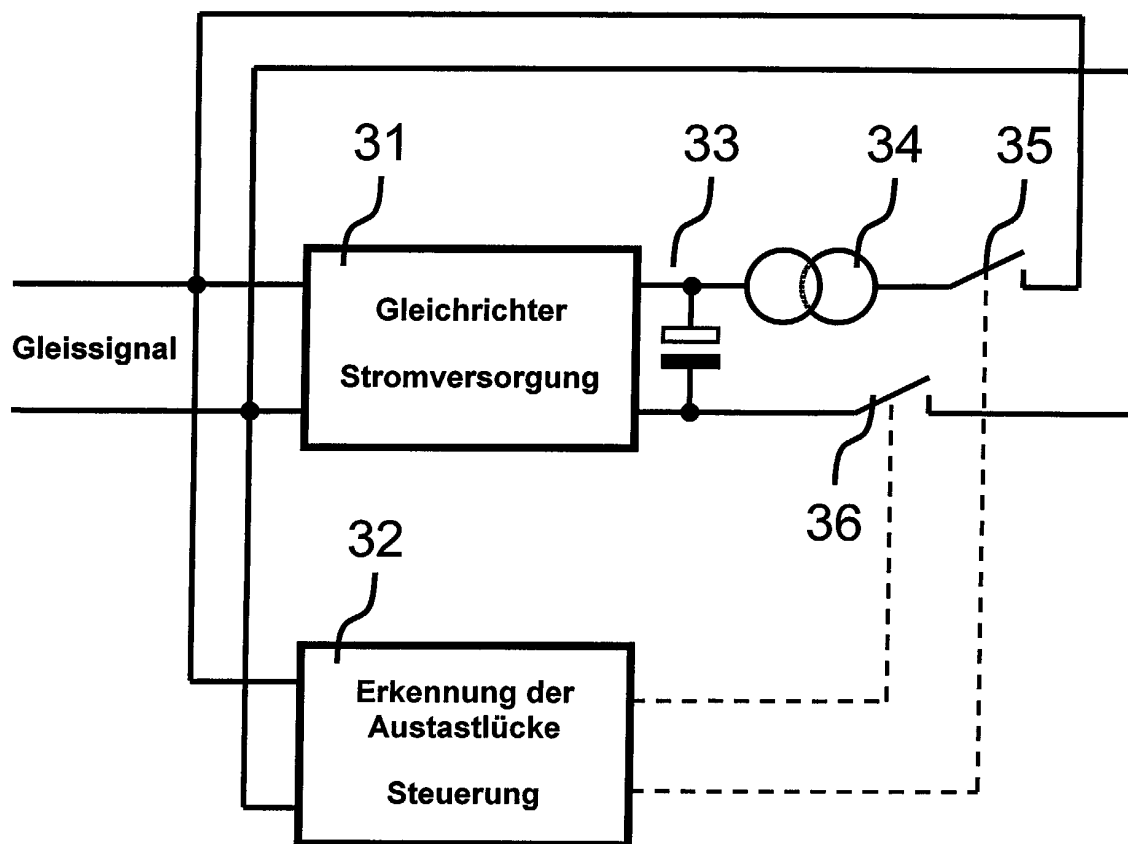 31
33
34
35
Gleissignal
Gleichrichter
Stromversorgung
36
32
Erkennung der
Austastlücke
Steuerung